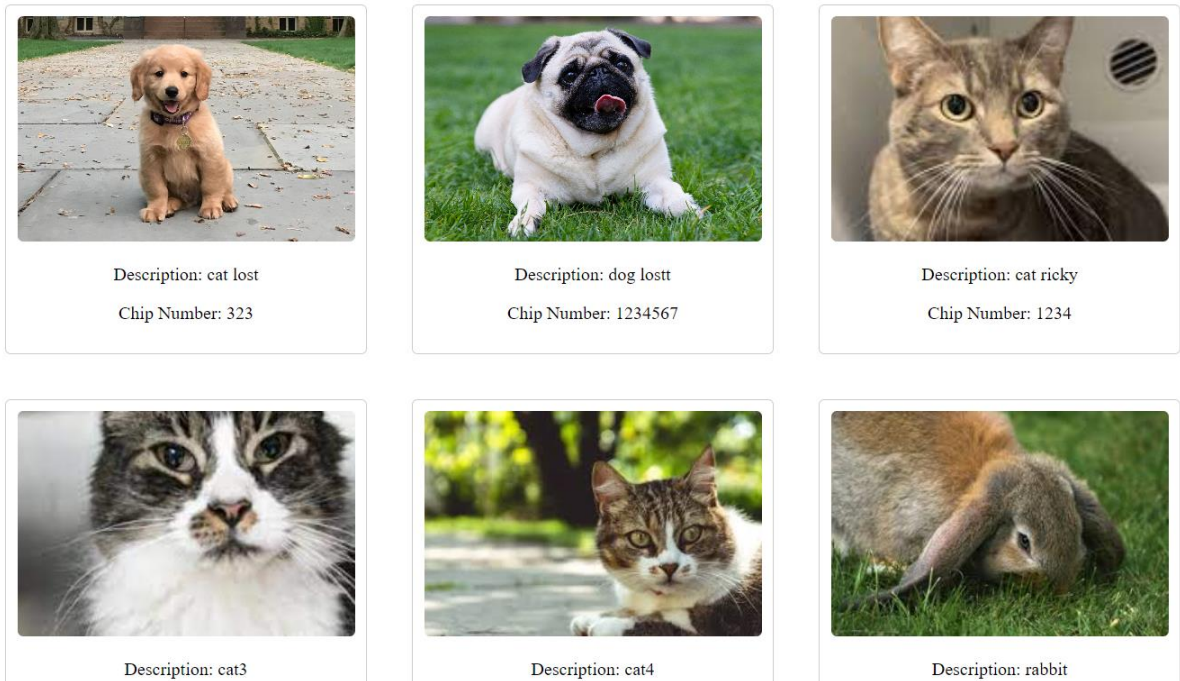 Description: cat lost
Chip Number: 323
Description: dog lostt
Chip Number: 1234567
Description: cat ricky
Chip Number: 1234
Description: cat3
Description: cat4
Description: rabbit